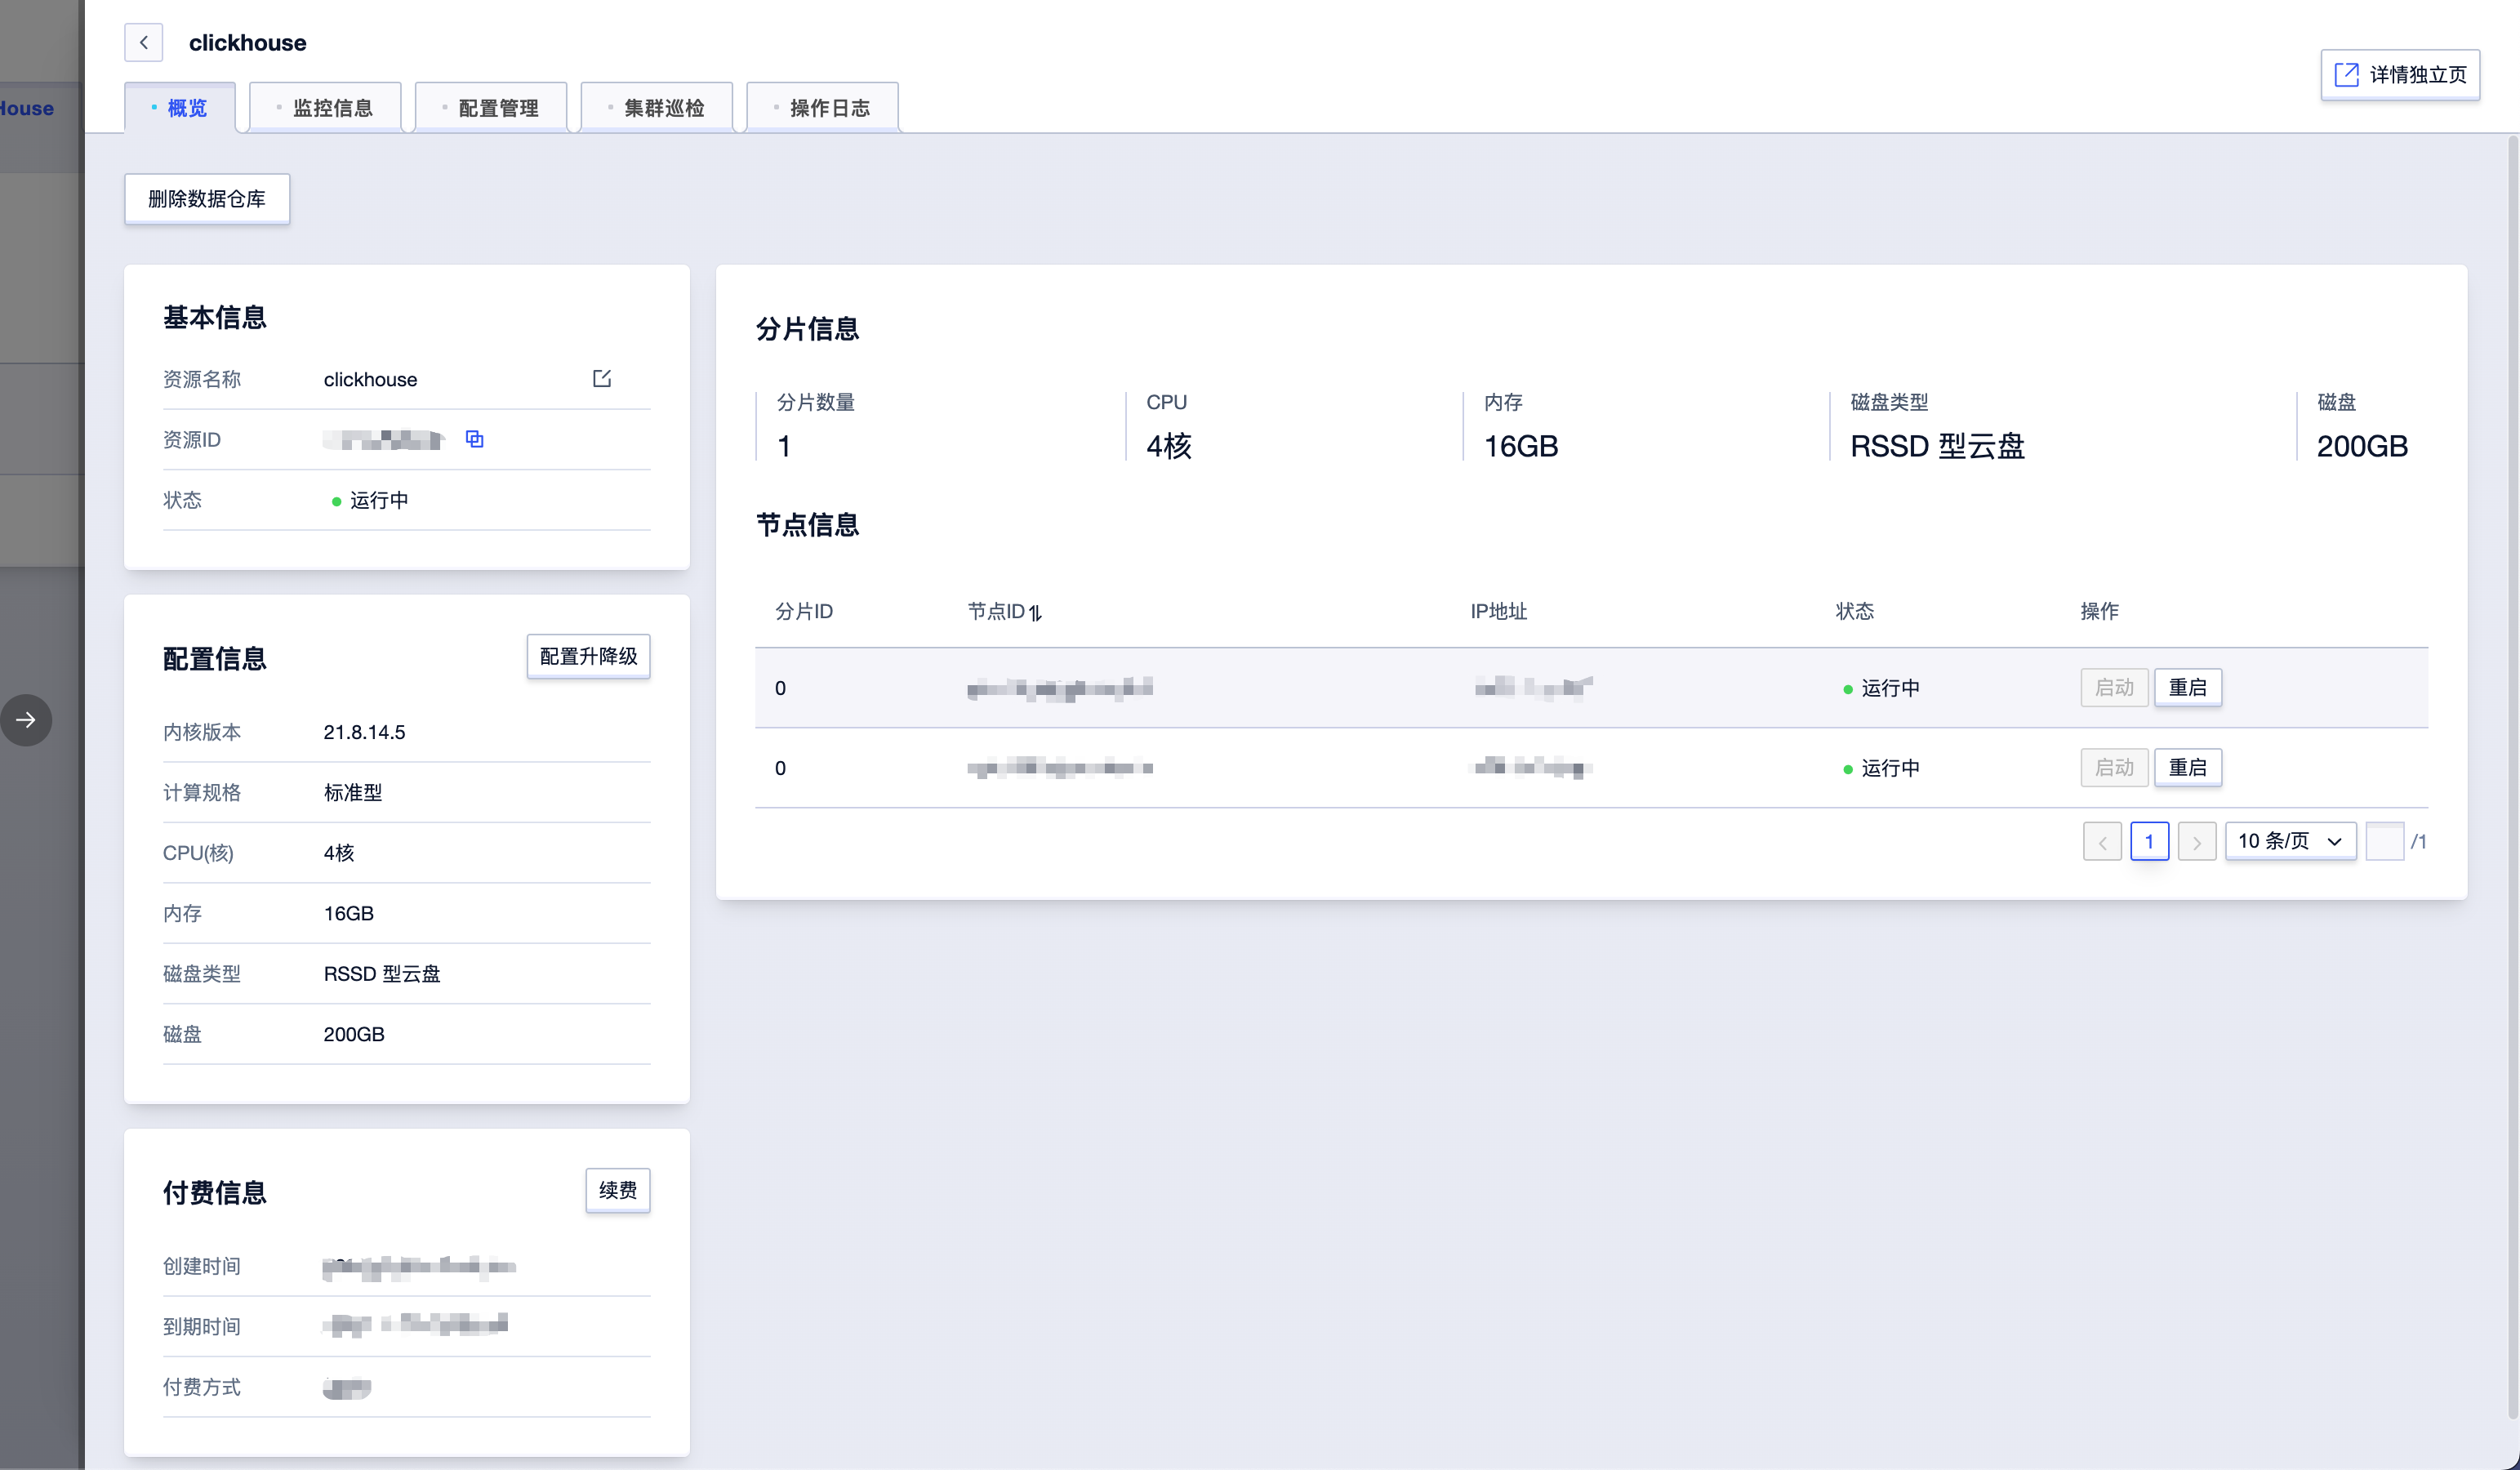 clickhouse
详情独立页
House
概览 监控信息 配置管理 集群巡检 操作日志
删除数据仓库
基本信息
资源名称 clickhouse
资源ID
状态 运行中
配置信息 配置升降级
内核版本 21.8.14.5
计算规格 标准型
CPU(核) 4核
内存 16GB
磁盘类型 RSSD 型云盘
磁盘 200GB
付费信息 续费
创建时间
到期时间
付费方式
分片信息
分片数量 CPU 内存 磁盘类型 磁盘
1 4核 16GB RSSD 型云盘 200GB
节点信息
分片ID 节点ID IP地址 状态 操作
0 运行中 启动 重启
0 运行中 启动 重启
1 10 条/页 /1